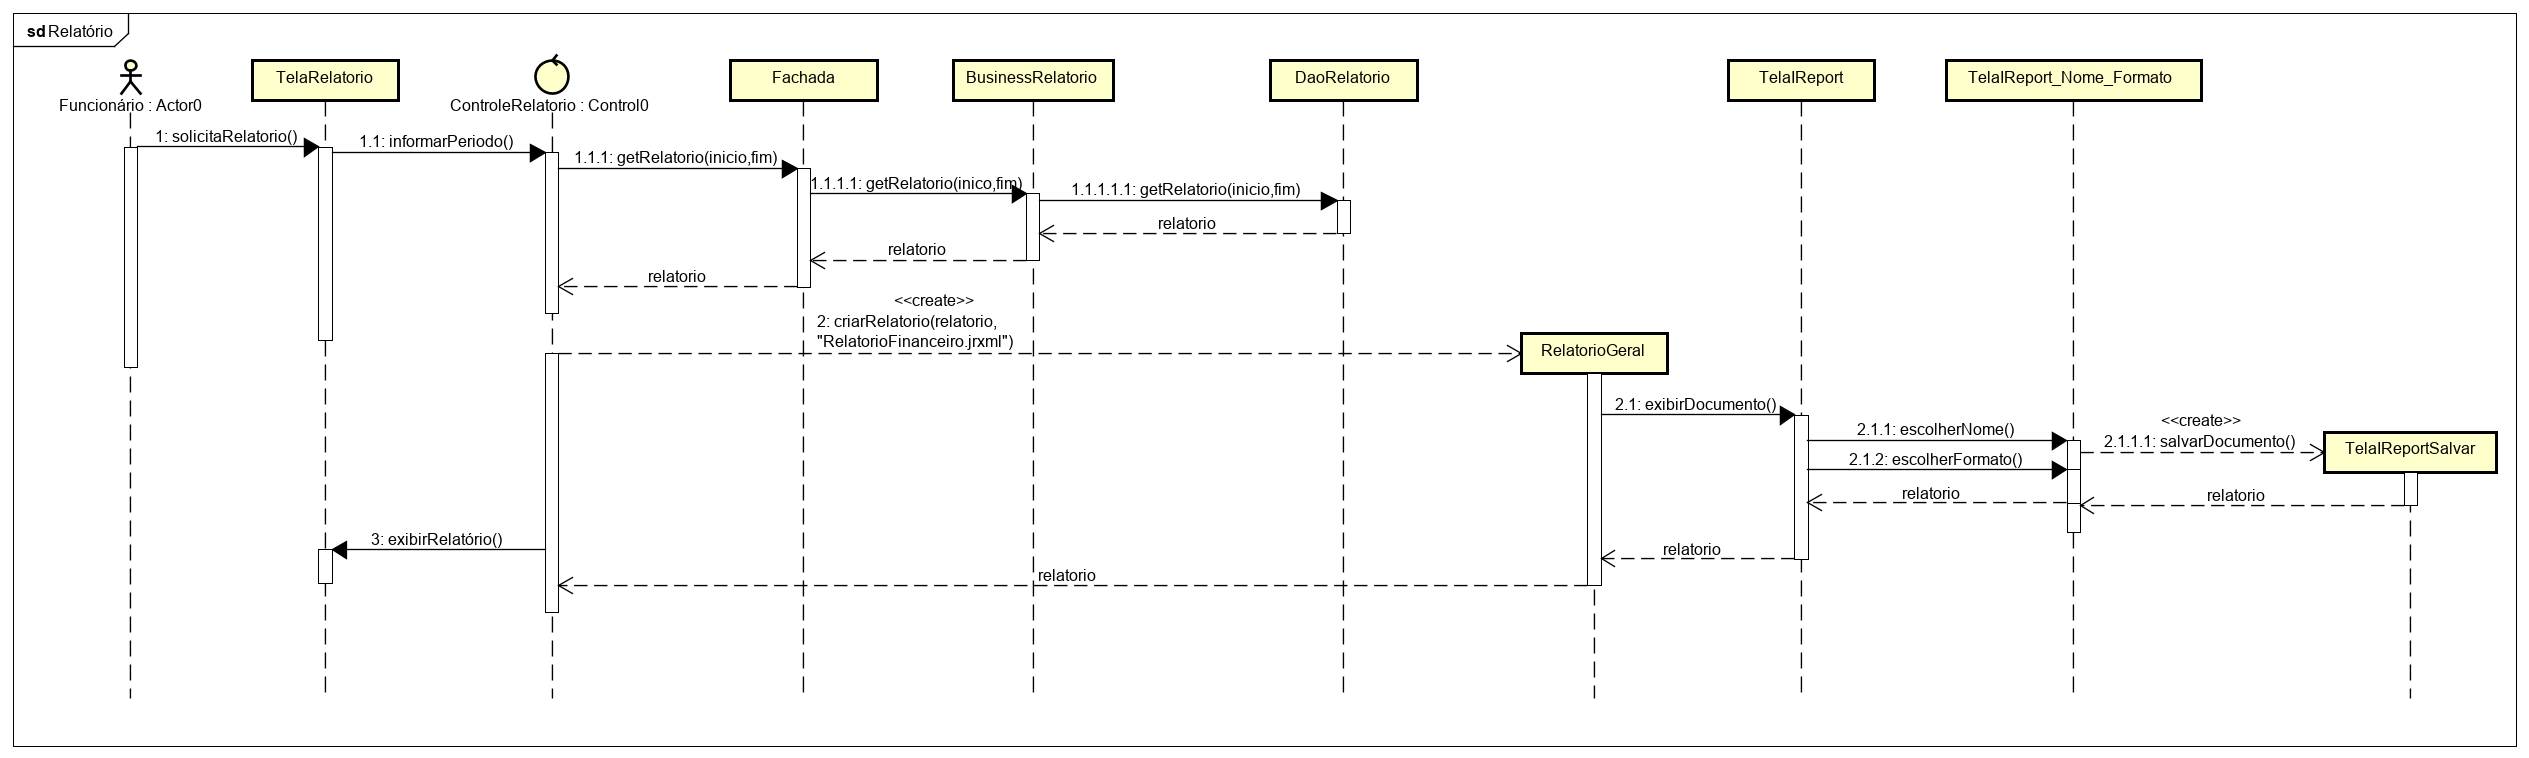 sd Relatório
Funcionário : Actor0
TelaRelatorio
ControleRelatorio : Control0
Fachada
BusinessRelatorio
DaoRelatorio
TelaIReport
TelaIReport_Nome_Formato
1: solicitaRelatorio()
1.1: informarPeriodo()
1.1.1: getRelatorio(inicio,fim)
1.1.1.1: getRelatorio(inico,fim)
1.1.1.1.1: getRelatorio(inicio,fim)
relatorio
relatorio
relatorio
<<create>>
2: criarRelatorio(relatorio,
"RelatorioFinanceiro.jrxml")
RelatorioGeral
2.1: exibirDocumento()
2.1.1: escolherNome()
<<create>>
2.1.1.1: salvarDocumento()
TelaIReportSalvar
2.1.2: escolherFormato()
relatorio
relatorio
3: exibirRelatório()
relatorio
relatorio